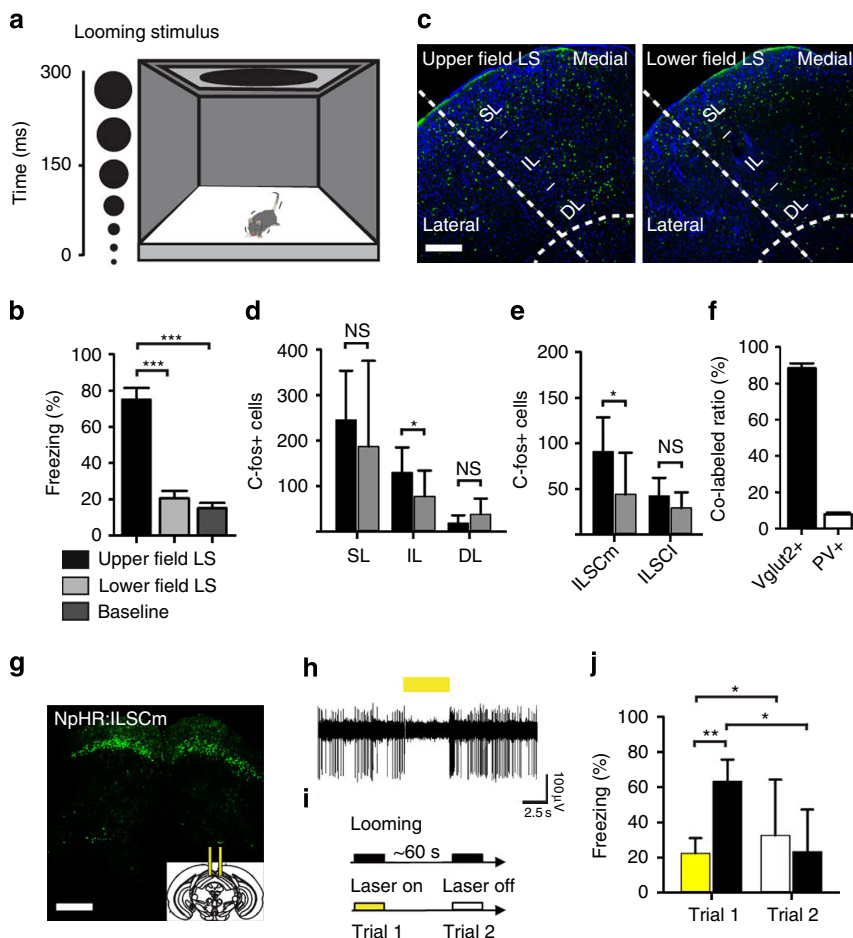 a
Looming stimulus
300
150
0
Time (ms)
b
100
80
60
40
20
0
Freezing (%)
***
***
Upper field LS
Lower field LS
Baseline
c
Upper field LS Medial
SL
IL
DL
Lateral
Lower field LS Medial
SL
IL
DL
Lateral
d
400
300
200
100
C-fos+ cells
NS
*
NS
SL IL DL
e
200
150
100
50
C-fos+ cells
*
NS
ILSCm ILSCl
f
100
80
60
40
20
0
Co-labeled ratio (%)
Vglut2+ PV+
g
NpHR:ILSCm
h
100µV
2.5 s
i
Looming
~60 s
Laser on Laser off
Trial 1 Trial 2
j
100
80
60
40
20
0
Freezing (%)
*
**
*
Trial 1 Trial 2